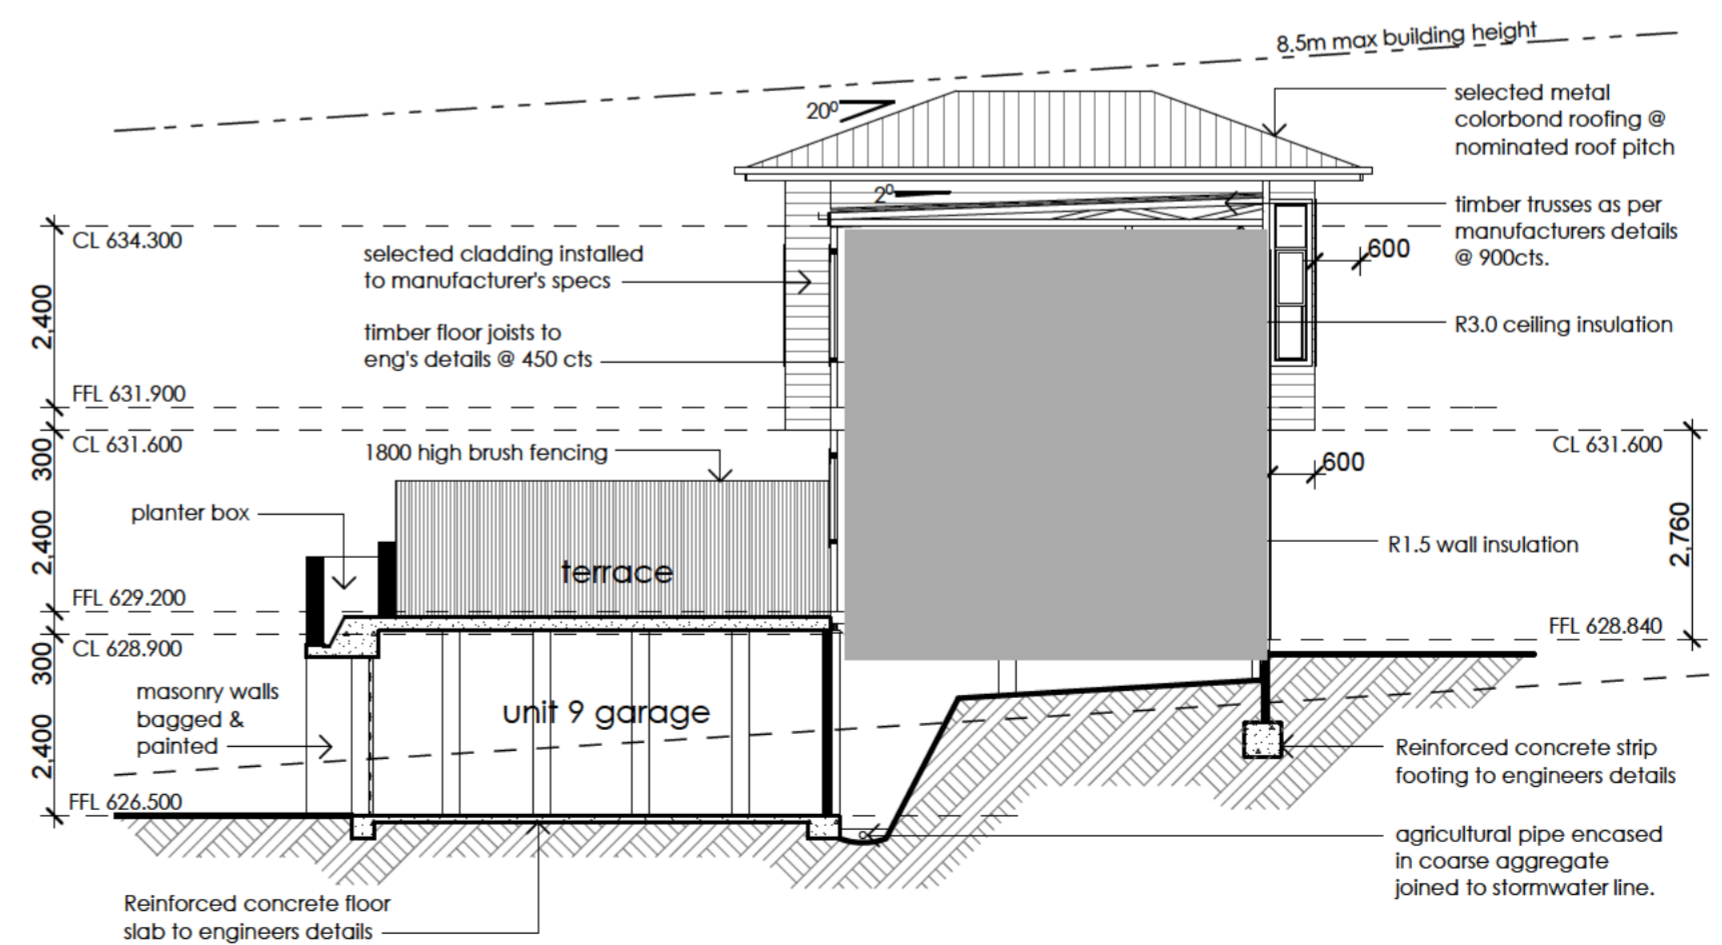 8.5m max building height
20⁰
selected metal
colorbond roofing @
nominated roof pitch
2⁰
timber trusses as per
manufacturers details
@ 900cts.
CL 634.300
selected cladding installed
to manufacturer's specs
600
2,400
timber floor joists to
eng's details @ 450 cts
R3.0 ceiling insulation
FFL 631.900
CL 631.600
300
1800 high brush fencing
CL 631.600
600
planter box
2,400
terrace
R1.5 wall insulation
2,760
FFL 629.200
FFL 628.840
CL 628.900
300
masonry walls
bagged &
painted
unit 9 garage
2,400
Reinforced concrete strip
footing to engineers details
FFL 626.500
agricultural pipe encased
in coarse aggregate
joined to stormwater line.
Reinforced concrete floor
slab to engineers details